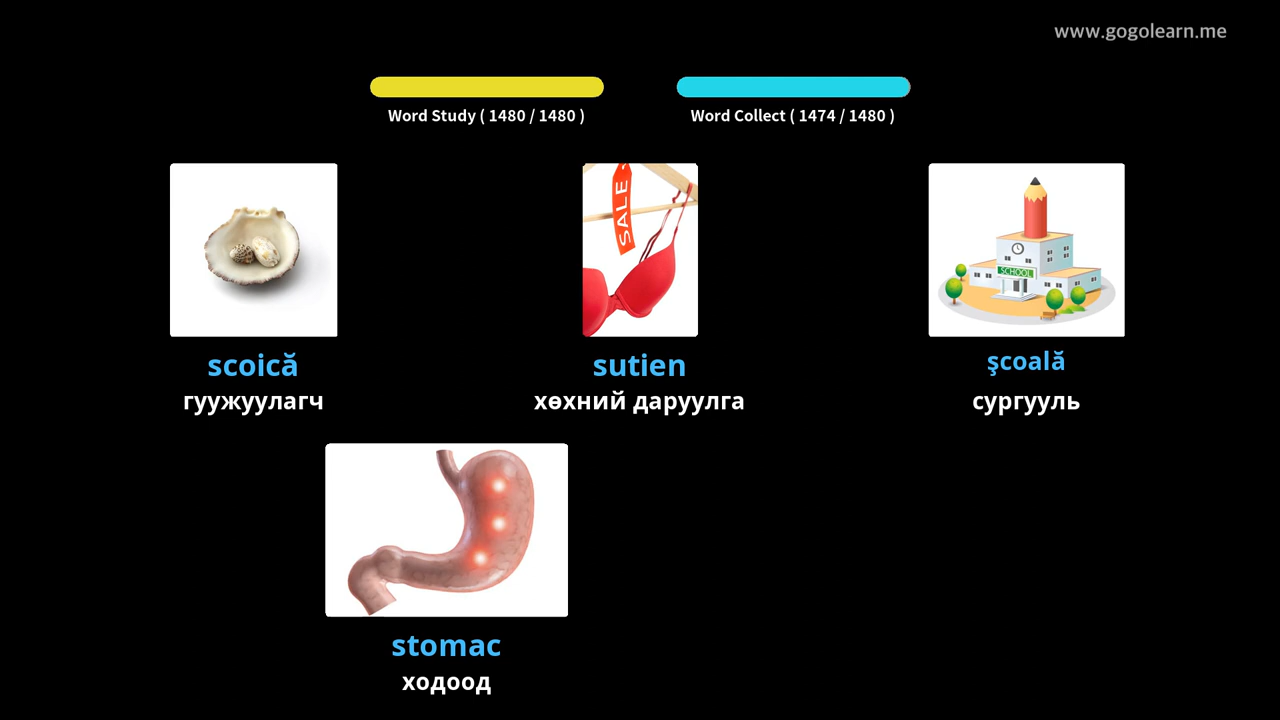 www.gogolearn.me
Word Study ( 1480 / 1480 )
Word Collect ( 1474 / 1480 )
SALE
SCHOOL
scoică
sutien
şcoală
гуужуулагч
хөхний даруулга
сургууль
stomac
ходоод